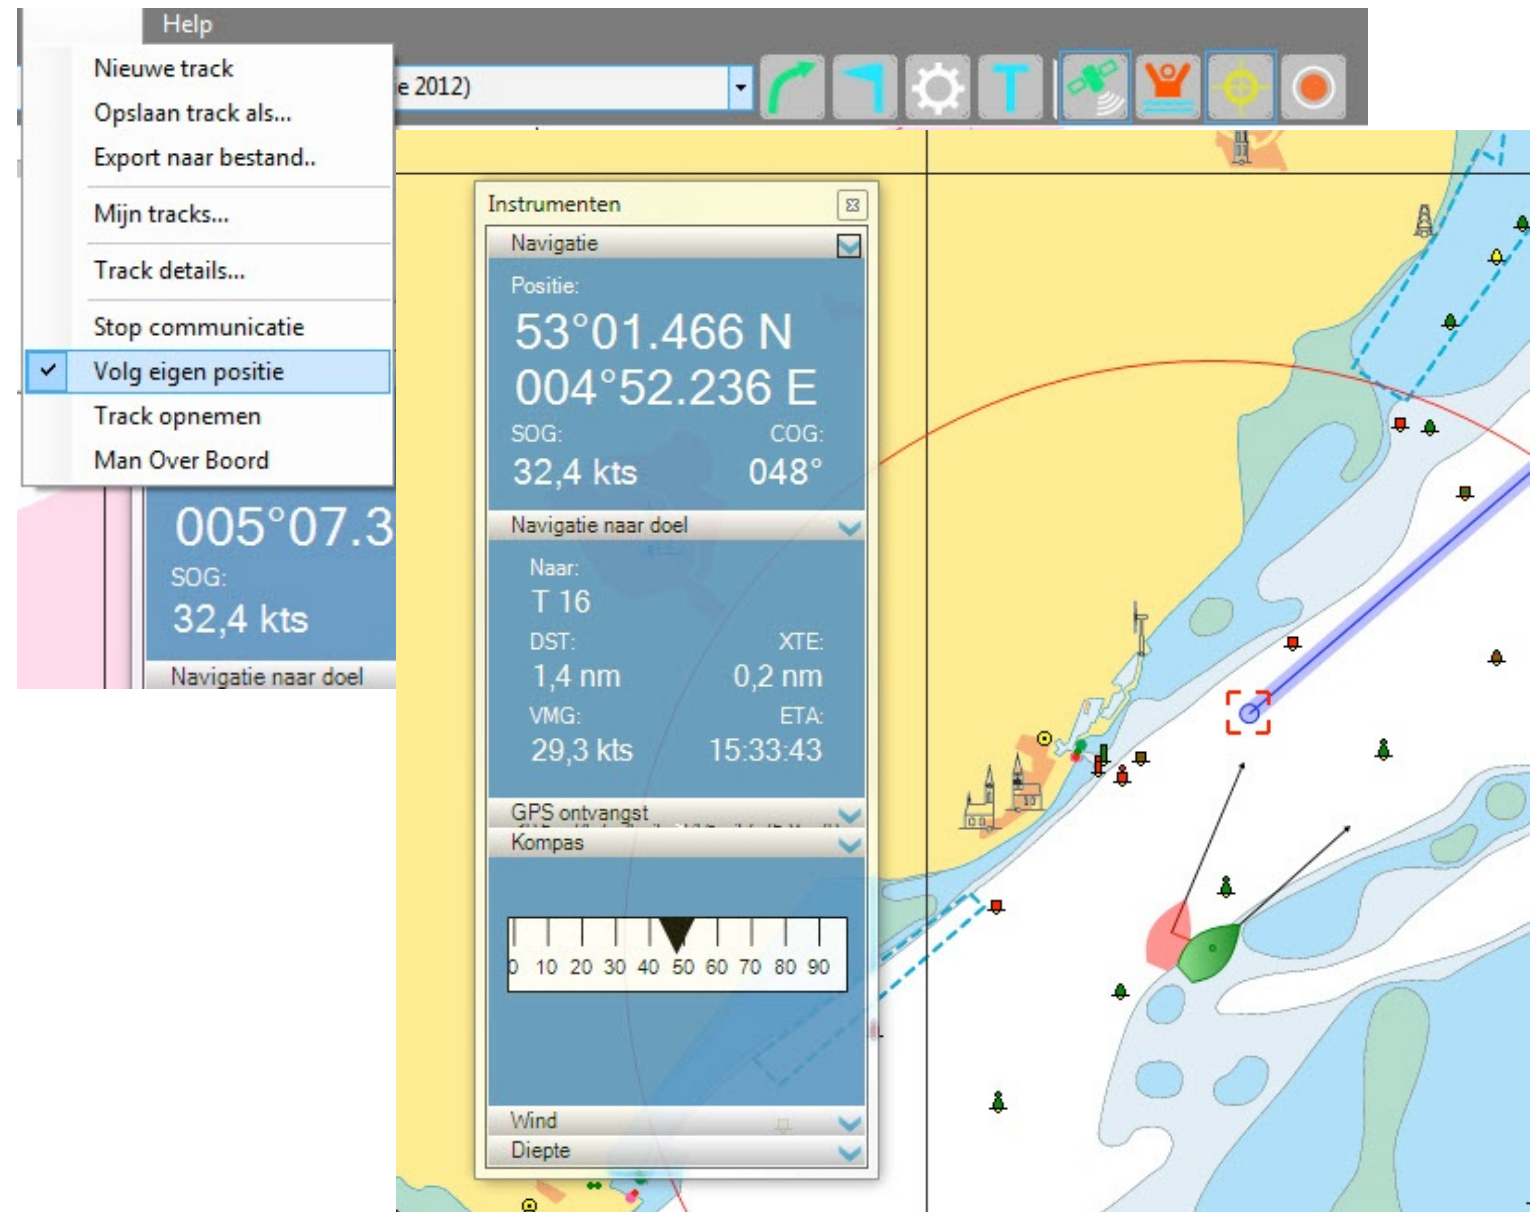 Help
Nieuwe track
Opslaan track als...
Export naar bestand..
Mijn tracks...
Track details...
Stop communicatie
Volg eigen positie
Track opnemen
Man Over Boord
e 2012)
T
005°07.3
SOG:
32,4 kts
Navigatie naar doel
Instrumenten
Navigatie
Positie:
53°01.466 N
004°52.236 E
SOG: COG:
32,4 kts 048°
Navigatie naar doel
Naar:
T 16
DST: XTE:
1,4 nm 0,2 nm
VMG: ETA:
29,3 kts 15:33:43
GPS ontvangst
Kompas
0 10 20 30 40 50 60 70 80 90
Wind
Diepte